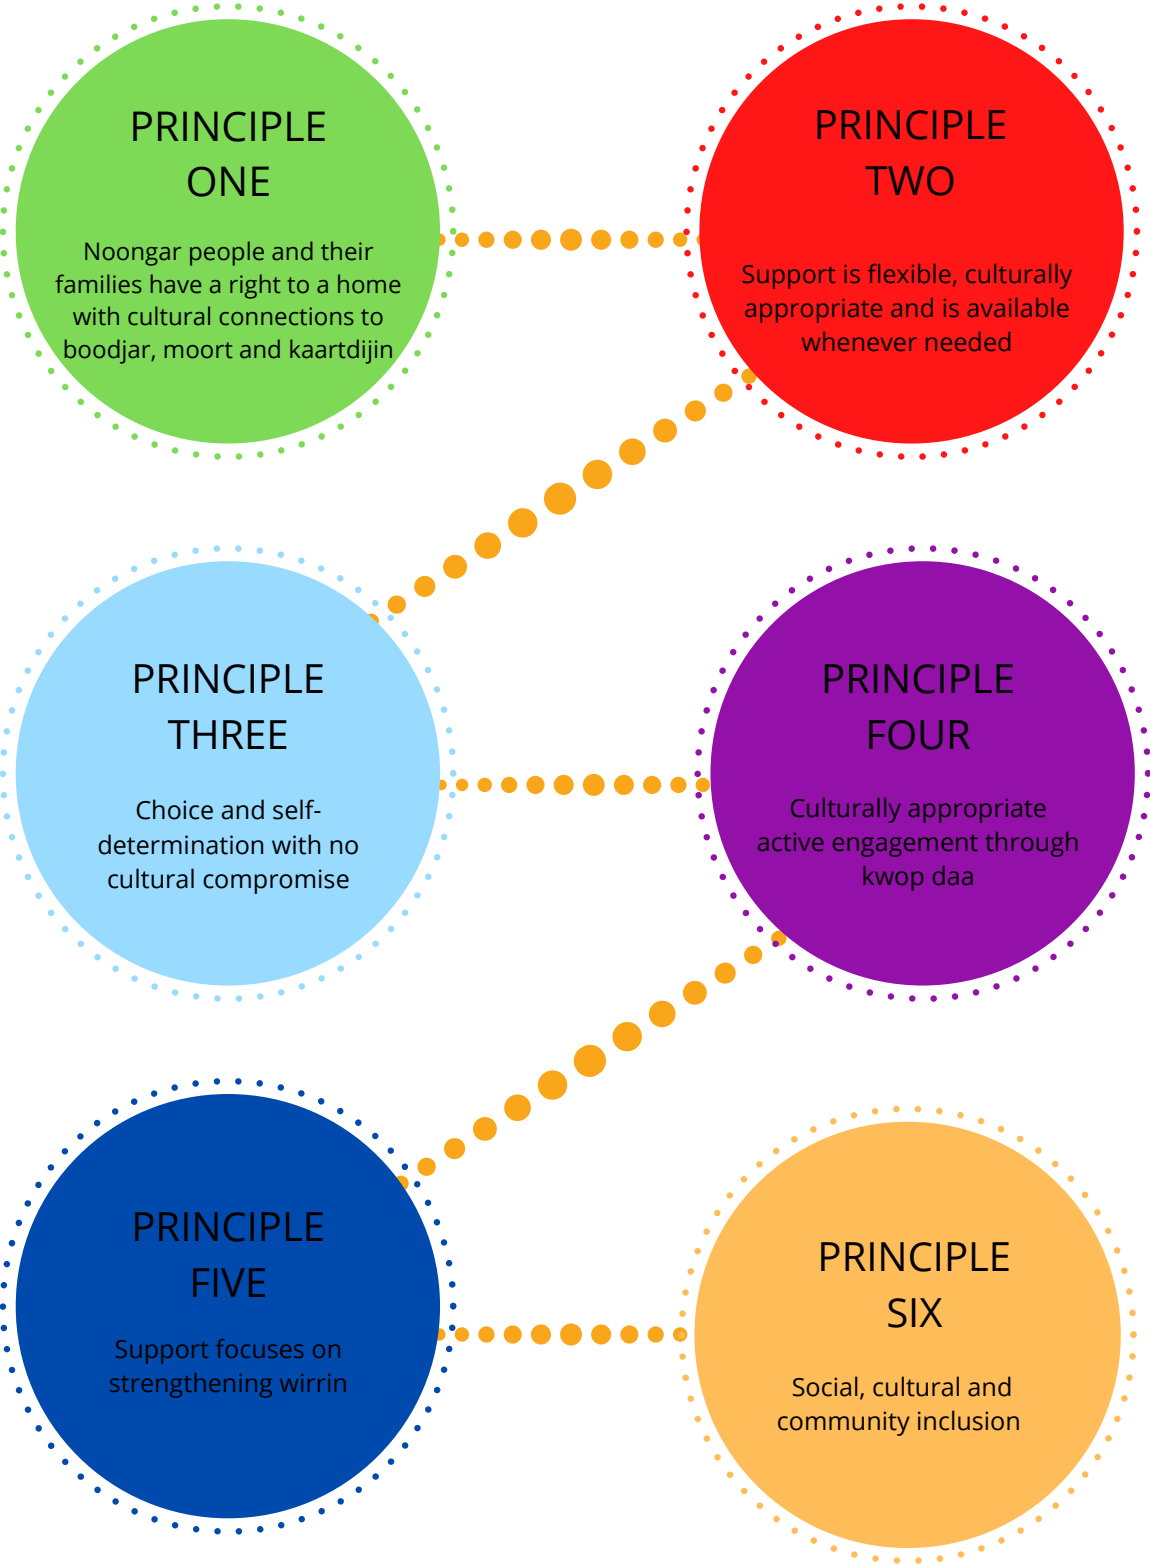 PRINCIPLE
ONE
Noongar people and their
families have a right to a home
with cultural connections to
boodjar, moort and kaartdijin
PRINCIPLE
TWO
Support is flexible, culturally
appropriate and is available
whenever needed
PRINCIPLE
THREE
Choice and self-
determination with no
cultural compromise
PRINCIPLE
FOUR
Culturally appropriate
active engagement through
kwop daa
PRINCIPLE
FIVE
Support focuses on
strengthening wirrin
PRINCIPLE
SIX
Social, cultural and
community inclusion